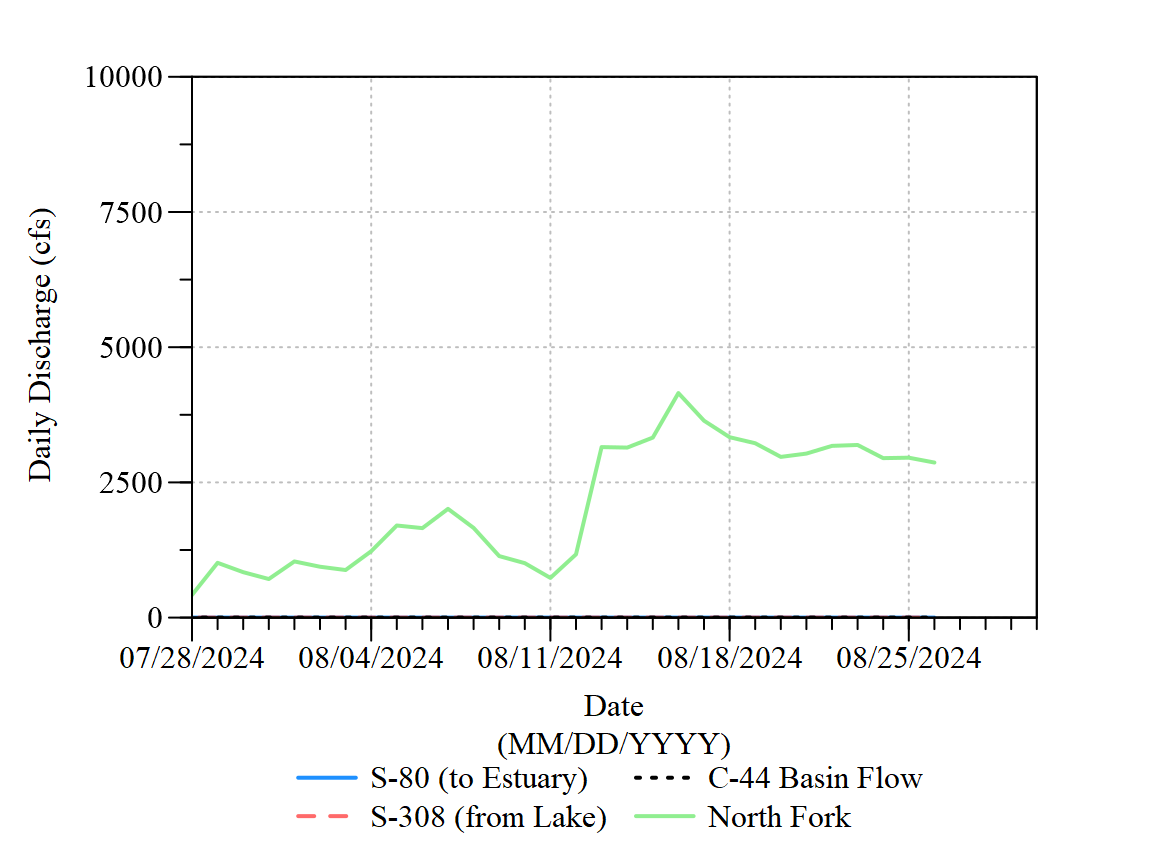 10000
7500
5000
2500
0
Daily Discharge (cfs)
07/28/2024 08/04/2024 08/11/2024 08/18/2024 08/25/2024
Date
(MM/DD/YYYY)
S-80 (to Estuary) C-44 Basin Flow
S-308 (from Lake) North Fork